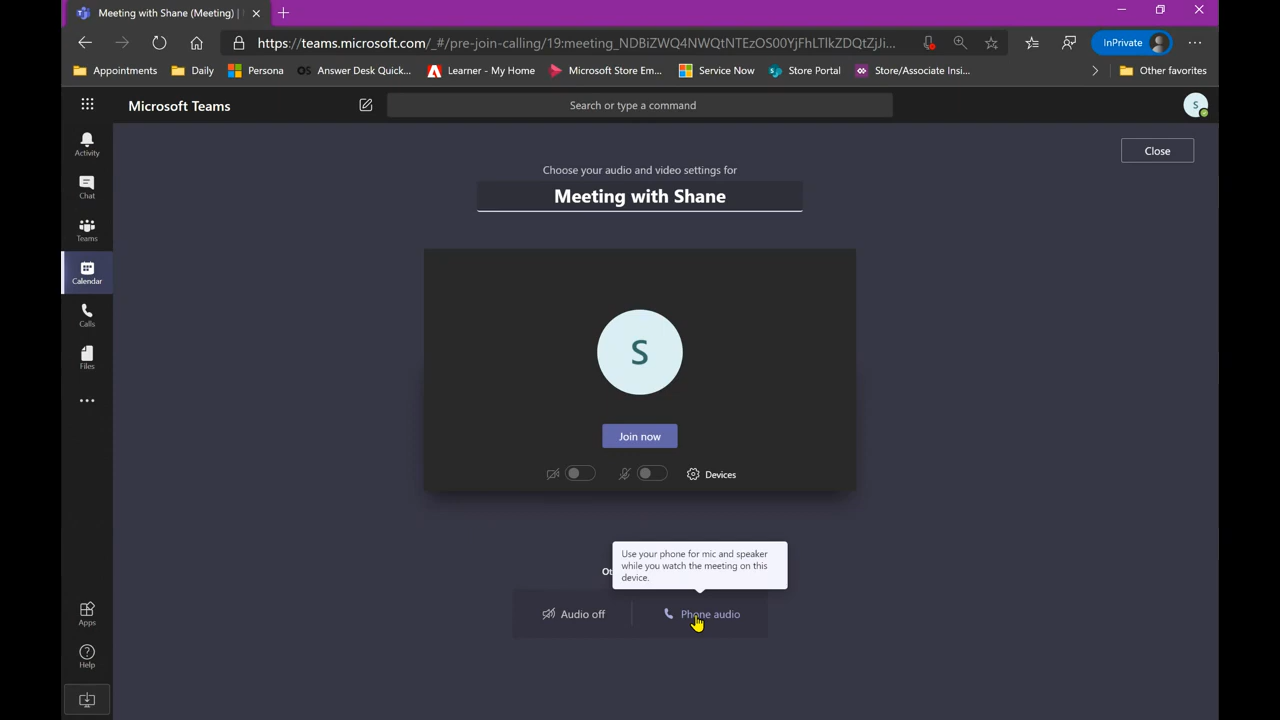 Meeting with Shane (Meeting) |
https://teams.microsoft.com/_#/pre-join-calling/19:meeting_NDBiZWQ4NWQtNTEzOS00YjFhLTlkZDQtZjJi...
InPrivate
Appointments
Daily
Persona
OS
Answer Desk Quick...
Learner - My Home
Microsoft Store Em...
Service Now
Store Portal
Store/Associate Insi...
Other favorites
Microsoft Teams
Search or type a command
S
Activity
Chat
Teams
Calendar
Calls
Files
Apps
Help
Close
Choose your audio and video settings for
Meeting with Shane
S
Join now
Devices
Use your phone for mic and speaker
while you watch the meeting on this
device.
Audio off
Phone audio